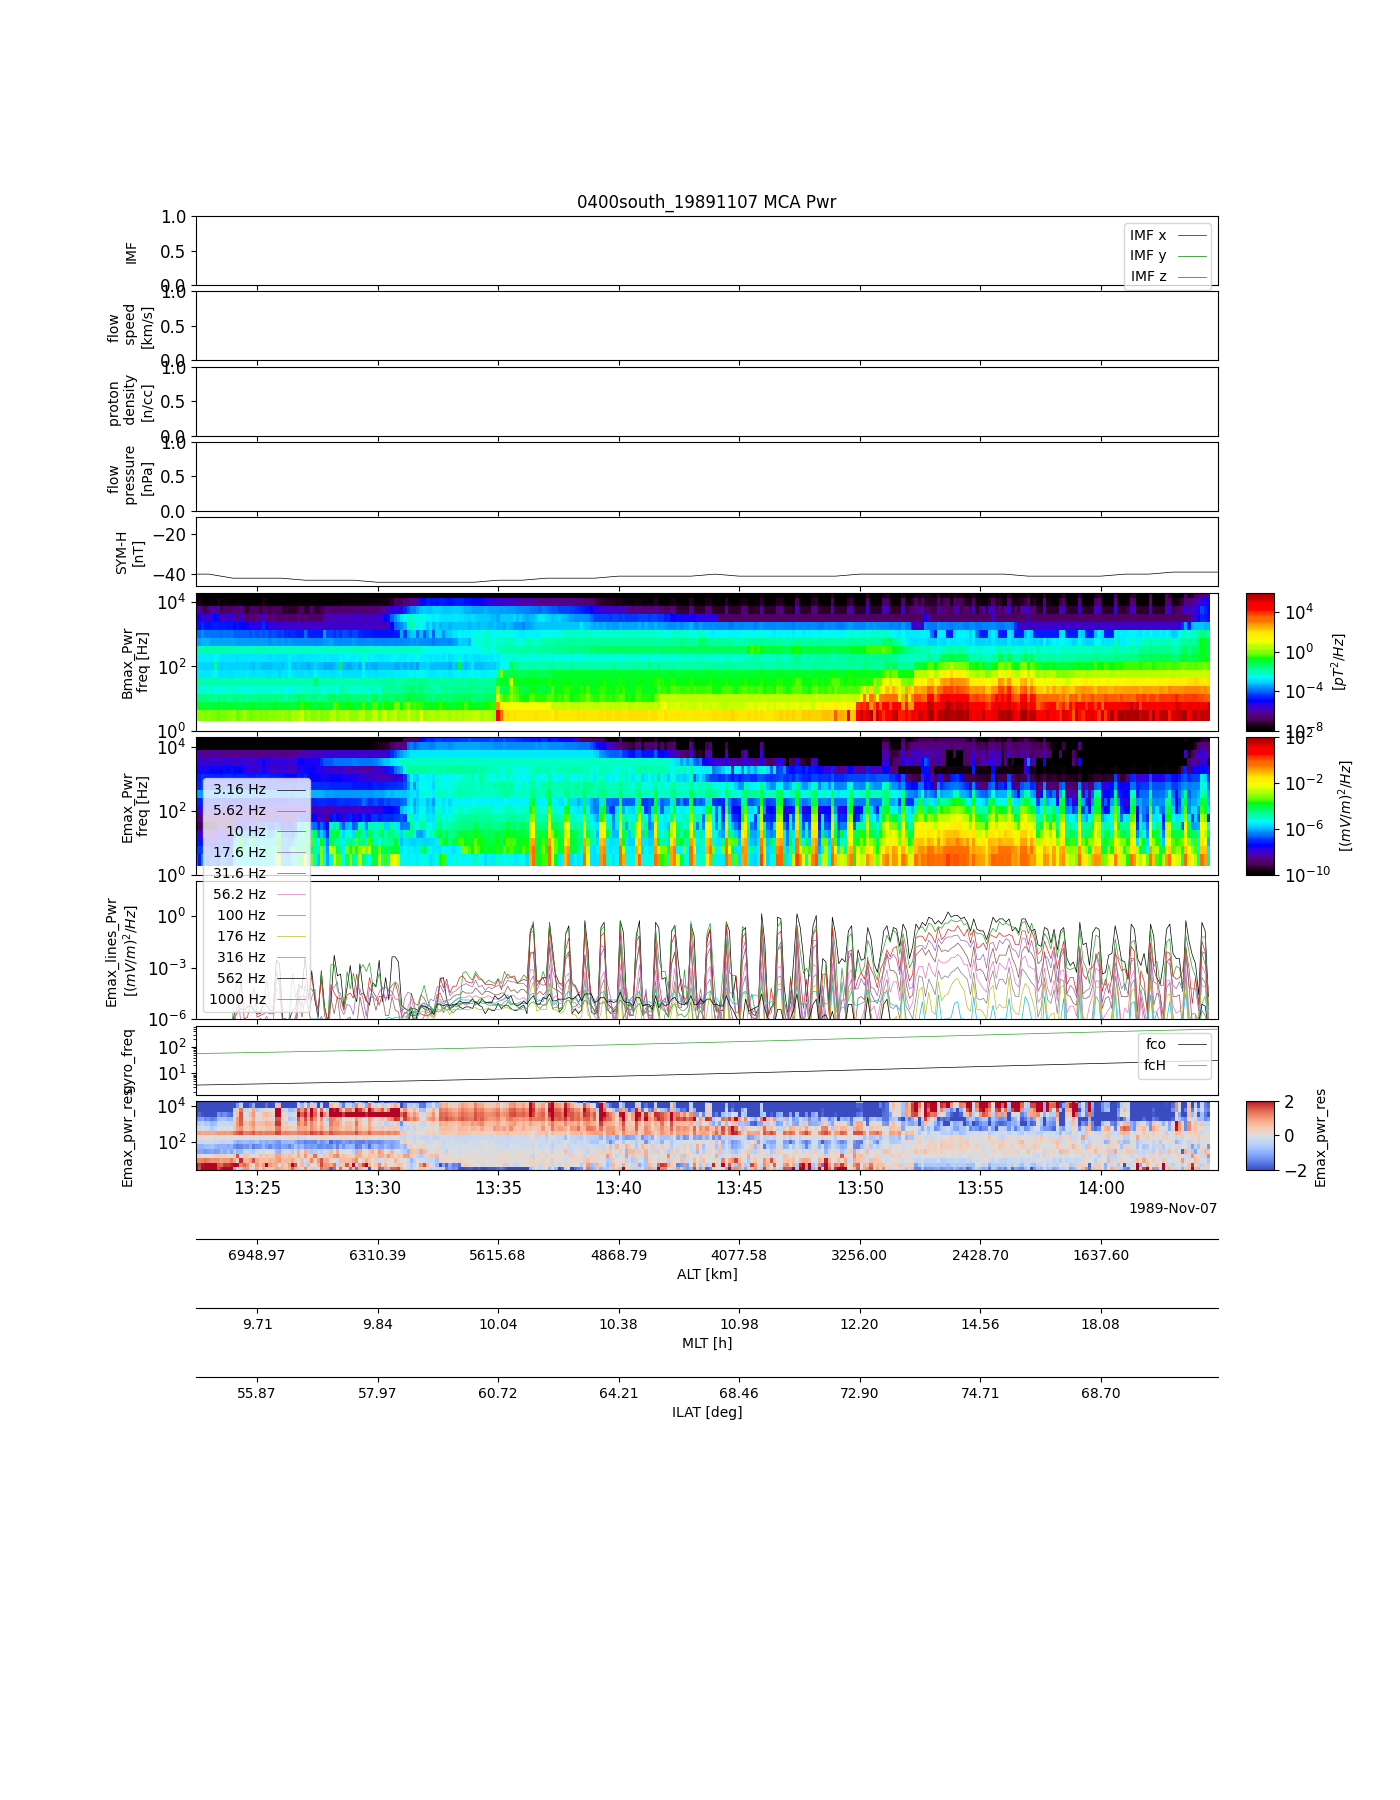 0400south_19891107 MCA Pwr
IMF
1.0
0.5
0.0
IMF x
IMF y
IMF z
flow
speed
[km/s]
1.0
0.5
0.0
proton
density
[n/cc]
1.0
0.5
0.0
flow
pressure
[nPa]
1.0
0.5
0.0
SYM-H
[nT]
−20
−40
Bmax_Pwr
freq [Hz]
10^4
10^2
10^0
10^4
10^0
10^−4
10^−8
[pT^2/Hz]
Emax_Pwr
freq [Hz]
10^4
10^2
10^0
10^2
10^−2
10^−6
10^−10
[(mV/m)^2/Hz]
3.16 Hz
5.62 Hz
10 Hz
17.6 Hz
31.6 Hz
56.2 Hz
100 Hz
176 Hz
316 Hz
562 Hz
1000 Hz
Emax_lines_Pwr
[(mV/m)^2/Hz]
10^0
10^−3
10^−6
gyro_freq
10^2
10^1
fco
fcH
Emax_pwr_res
10^4
10^2
2
0
−2
Emax_pwr_res
13:25 13:30 13:35 13:40 13:45 13:50 13:55 14:00
1989-Nov-07
6948.97 6310.39 5615.68 4868.79 4077.58 3256.00 2428.70 1637.60
ALT [km]
9.71 9.84 10.04 10.38 10.98 12.20 14.56 18.08
MLT [h]
55.87 57.97 60.72 64.21 68.46 72.90 74.71 68.70
ILAT [deg]